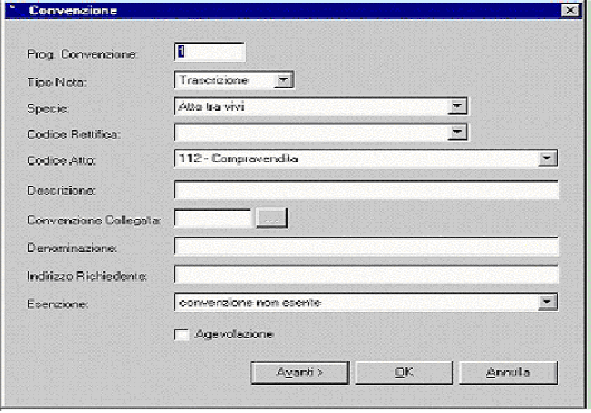 Convenzione
Prog. Convenzione: 1
Tipo Nota: Trascrizione
Specie: Atto tra vivi
Codice Rettifica:
Codice Atto: 112 - Compravendita
Descrizione:
Convenzione Collegata: ...
Denominazione:
Indirizzo Richiedente:
Esenzione: convenzione non esente
Agevolazione
Avanti > OK Annulla